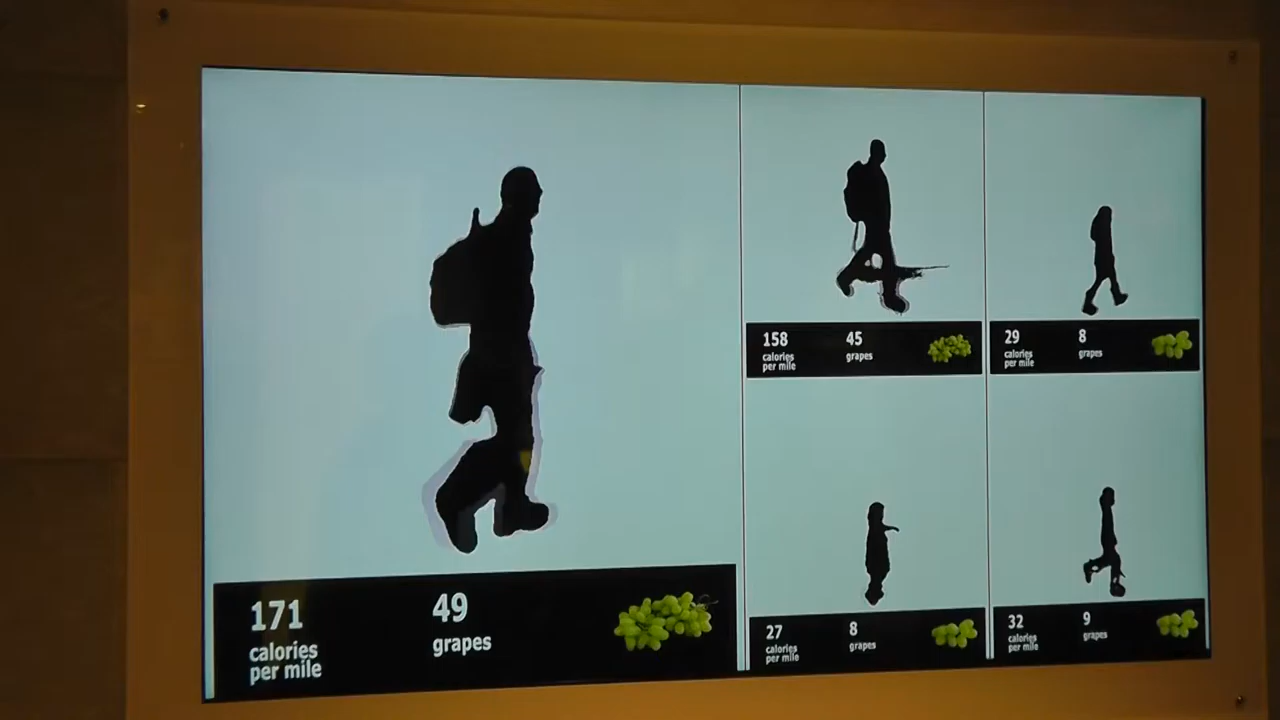 171
calories
per mile
49
grapes
158
calories
per mile
45
grapes
29
calories
per mile
8
grapes
27
calories
per mile
8
grapes
32
calories
per mile
9
grapes